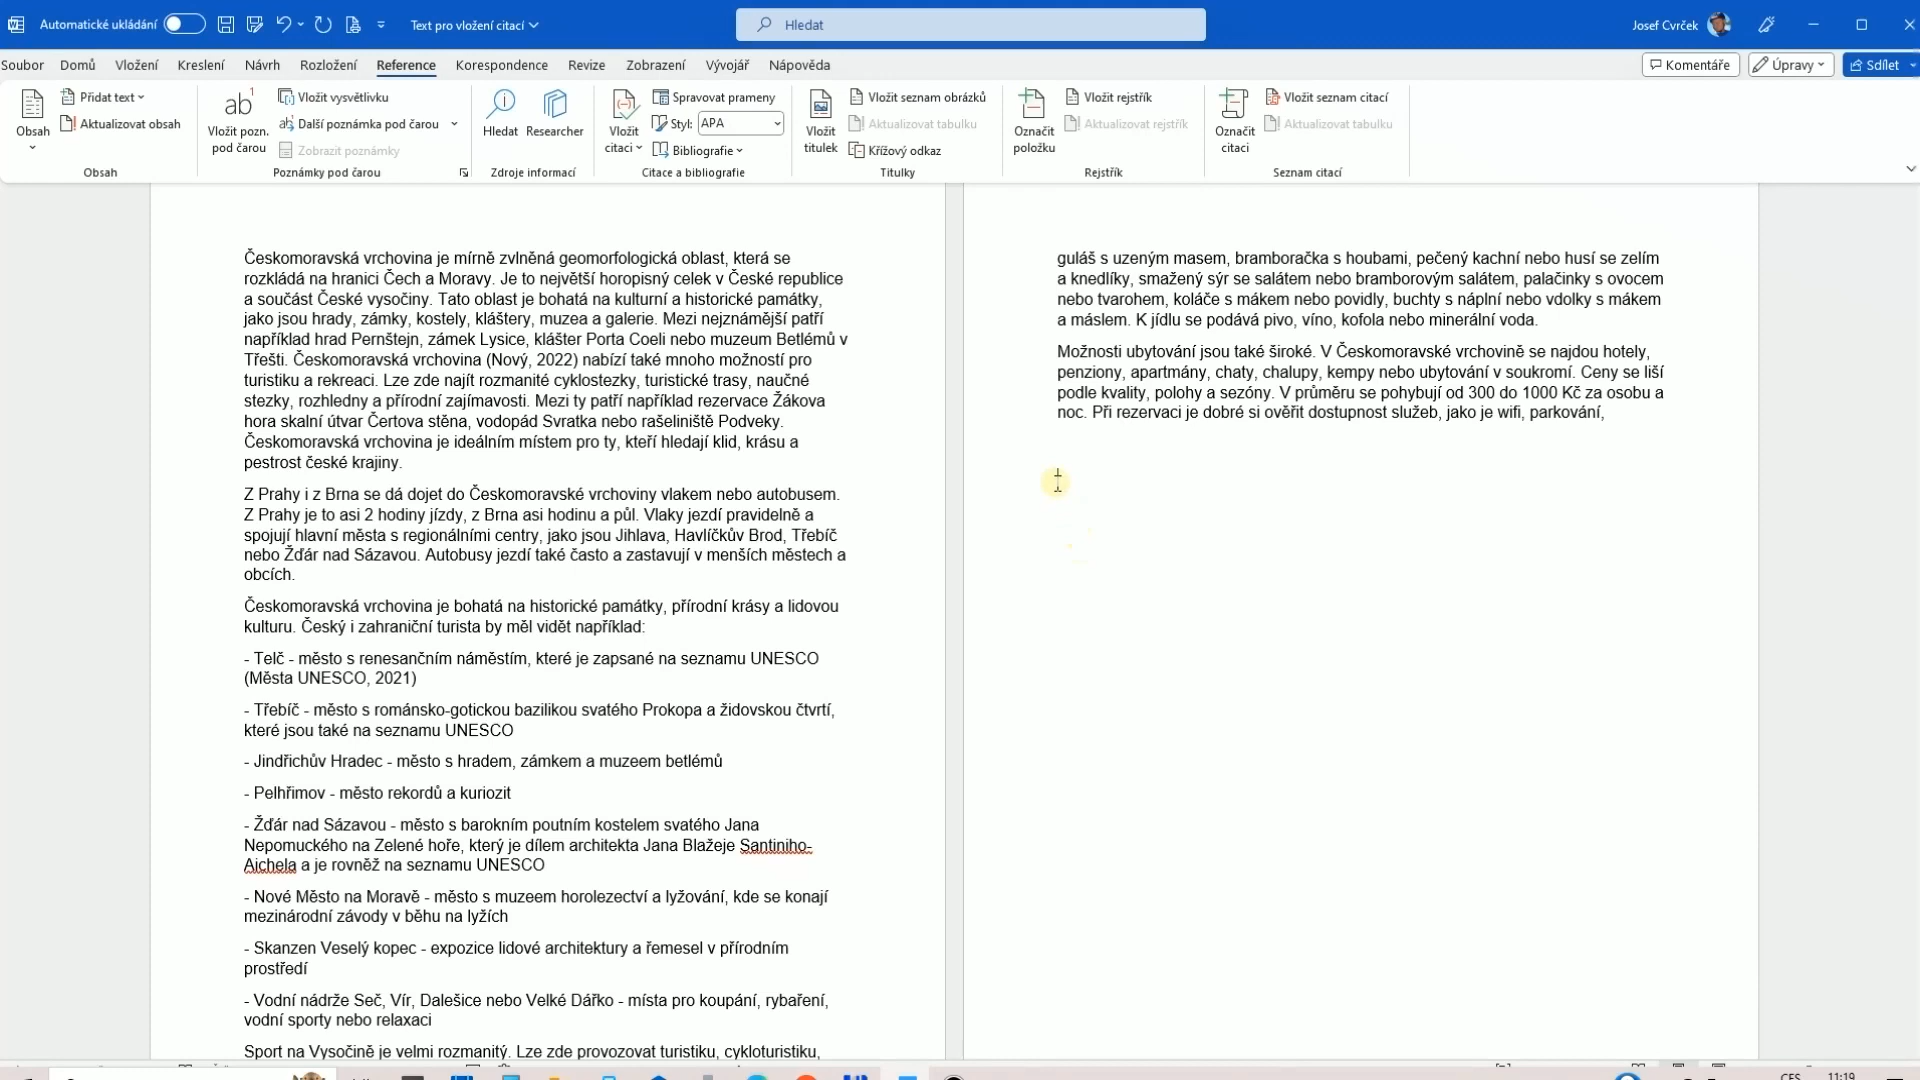 Automatické ukládání
Text pro vložení citací
Hledat
Josef Cvrček
Soubor Domů Vložení Kreslení Návrh Rozložení Reference Korespondence Revize Zobrazení Vývojář Nápověda
Komentáře Úpravy Sdílet
Obsah
Přidat text
Aktualizovat obsah
Obsah
ab
Vložit pozn.
pod čarou
Vložit vysvětlivku
Další poznámka pod čarou
Zobrazit poznámky
Poznámky pod čarou
Hledat
Researcher
Zdroje informací
Vložit
citaci
Spravovat prameny
Styl: APA
Bibliografie
Citace a bibliografie
Vložit
titulek
Vložit seznam obrázků
Aktualizovat tabulku
Křížový odkaz
Titulky
Označit
položku
Vložit rejstřík
Aktualizovat rejstřík
Rejstřík
Označit
citaci
Vložit seznam citací
Aktualizovat tabulku
Seznam citací
Českomoravská vrchovina je mírně zvlněná geomorfologická oblast, která se
rozkládá na hranici Čech a Moravy. Je to největší horopisný celek v České republice
a součást České vysočiny. Tato oblast je bohatá na kulturní a historické památky,
jako jsou hrady, zámky, kostely, kláštery, muzea a galerie. Mezi nejznámější patří
například hrad Pernštejn, zámek Lysice, klášter Porta Coeli nebo muzeum Betlémů v
Třešti. Českomoravská vrchovina (Nový, 2022) nabízí také mnoho možností pro
turistiku a rekreaci. Lze zde najít rozmanité cyklostezky, turistické trasy, naučné
stezky, rozhledny a přírodní zajímavosti. Mezi ty patří například rezervace Žákova
hora skalní útvar Čertova stěna, vodopád Svratka nebo rašeliniště Podveky.
Českomoravská vrchovina je ideálním místem pro ty, kteří hledají klid, krásu a
pestrost české krajiny.
Z Prahy i z Brna se dá dojet do Českomoravské vrchoviny vlakem nebo autobusem.
Z Prahy je to asi 2 hodiny jízdy, z Brna asi hodinu a půl. Vlaky jezdí pravidelně a
spojují hlavní města s regionálními centry, jako jsou Jihlava, Havlíčkův Brod, Třebíč
nebo Žďár nad Sázavou. Autobusy jezdí také často a zastavují v menších městech a
obcích.
Českomoravská vrchovina je bohatá na historické památky, přírodní krásy a lidovou
kulturu. Český i zahraniční turista by měl vidět například:
- Telč - město s renesančním náměstím, které je zapsané na seznamu UNESCO
(Města UNESCO, 2021)
- Třebíč - město s románsko-gotickou bazilikou svatého Prokopa a židovskou čtvrtí,
které jsou také na seznamu UNESCO
- Jindřichův Hradec - město s hradem, zámkem a muzeem betlémů
- Pelhřimov - město rekordů a kuriozit
- Žďár nad Sázavou - město s barokním poutním kostelem svatého Jana
Nepomuckého na Zelené hoře, který je dílem architekta Jana Blažeje Santiniho-
Aichela a je rovněž na seznamu UNESCO
- Nové Město na Moravě - město s muzeem horolezectví a lyžování, kde se konají
mezinárodní závody v běhu na lyžích
- Skanzen Veselý kopec - expozice lidové architektury a řemesel v přírodním
prostředí
- Vodní nádrže Seč, Vír, Dalešice nebo Velké Dářko - místa pro koupání, rybaření,
vodní sporty nebo relaxaci
Sport na Vysočině je velmi rozmanitý. Lze zde provozovat turistiku, cykloturistiku,
guláš s uzeným masem, bramboračka s houbami, pečený kachní nebo husí se zelím
a knedlíky, smažený sýr se salátem nebo bramborovým salátem, palačinky s ovocem
nebo tvarohem, koláče s mákem nebo povidly, buchty s náplní nebo vdolky s mákem
a máslem. K jídlu se podává pivo, víno, kofola nebo minerální voda.
Možnosti ubytování jsou také široké. V Českomoravské vrchovině se najdou hotely,
penziony, apartmány, chaty, chalupy, kempy nebo ubytování v soukromí. Ceny se liší
podle kvality, polohy a sezóny. V průměru se pohybují od 300 do 1000 Kč za osobu a
noc. Při rezervaci je dobré si ověřit dostupnost služeb, jako je wifi, parkování,
CES 11:19